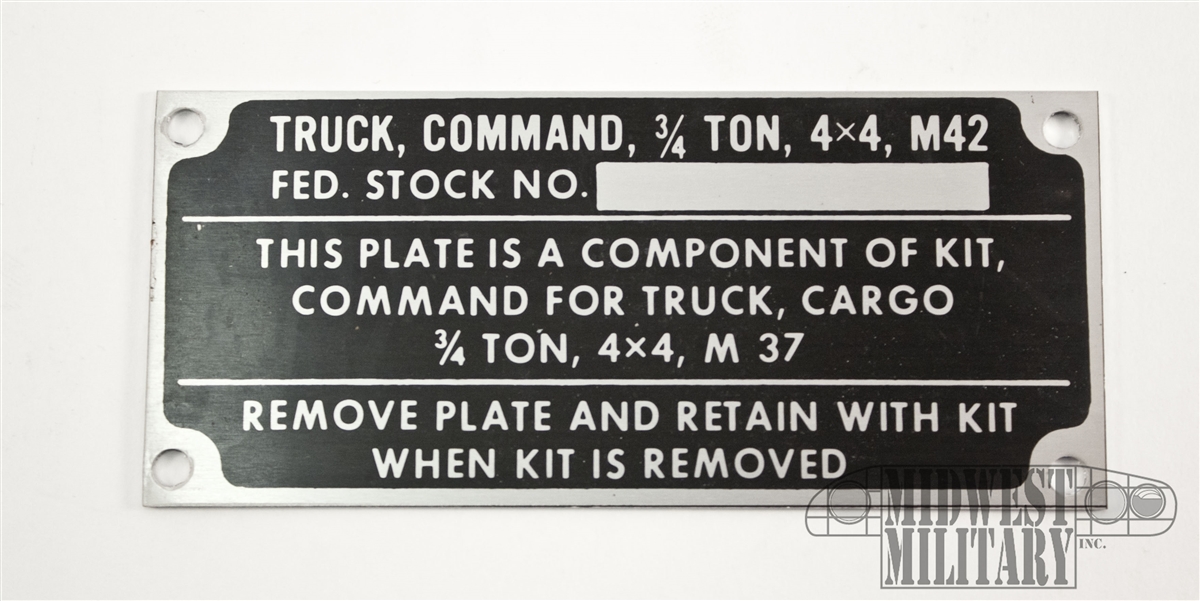 TRUCK, COMMAND, ¾ TON, 4×4, M42
FED. STOCK NO.
THIS PLATE IS A COMPONENT OF KIT,
COMMAND FOR TRUCK, CARGO
¾ TON, 4×4, M 37
REMOVE PLATE AND RETAIN WITH KIT
WHEN KIT IS REMOVED
MIDWEST
MILITARY INC.